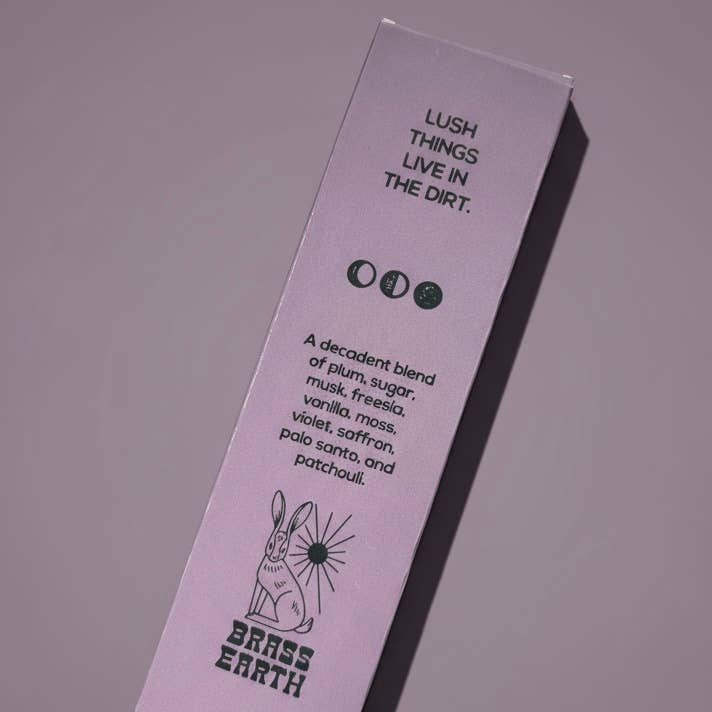 LUSH
THINGS
LIVE IN
THE DIRT.
A decadent blend
of plum, sugar,
musk, freesia,
vanilla, moss,
violet, saffron,
palo santo, and
patchouli.
BRASS
EARTH